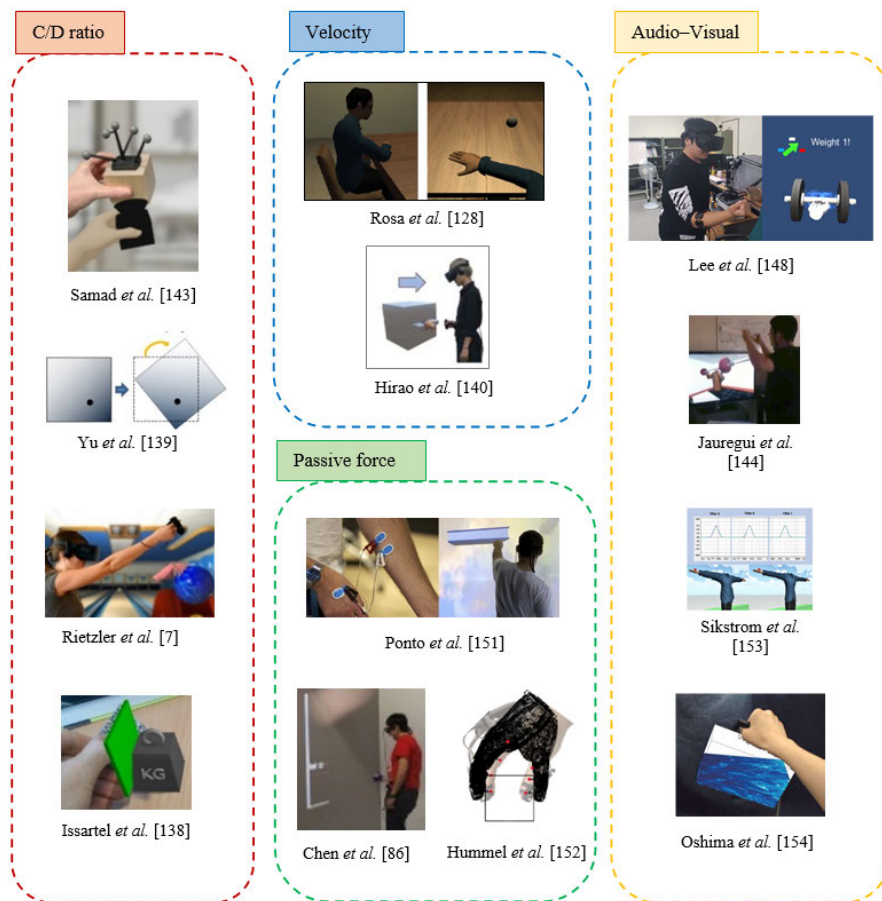 C/D ratio
Samad et al. [143]
Yu et al. [139]
Rietzler et al. [7]
KG
Issartel et al. [138]
Velocity
Rosa et al. [128]
Hirao et al. [140]
Passive force
Ponto et al. [151]
Chen et al. [86]
Hummel et al. [152]
Audio–Visual
Weight 1!
Lee et al. [148]
Jauregui et al.
[144]
Sikstrom et al.
[153]
Oshima et al. [154]